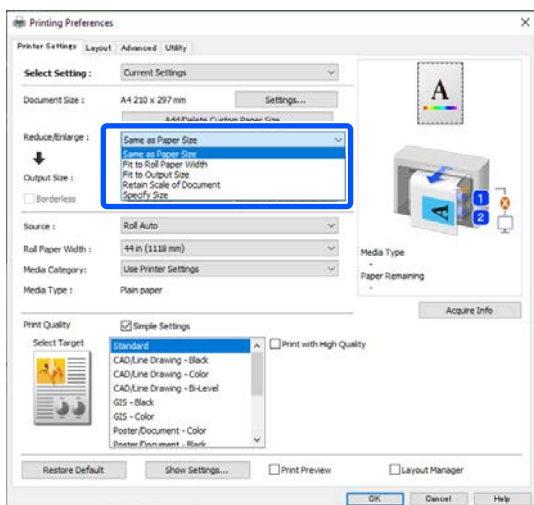 Printing Preferences
Printer Settings Layout Advanced Utility
Select Setting : Current Settings
Document Size : A4 210 x 297 mm Settings...
Add/Delete Custom Paper Size...
Reduce/Enlarge : Same as Paper Size
Same as Paper Size
Fit to Roll Paper Width
Fit to Output Size
Retain Scale of Document
Specify Size
Output Size :
Borderless
Source : Roll Auto
Roll Paper Width : 44 in (1118 mm)
Media Category: Use Printer Settings
Media Type : Plain paper
A
1
2
Media Type
-
Paper Remaining
-
Acquire Info
Print Quality Simple Settings
Select Target
Standard
CAD/Line Drawing - Black
CAD/Line Drawing - Color
CAD/Line Drawing - Bi-Level
GIS - Black
GIS - Color
Poster/Document - Color
Poster/Document - Black
Print with High Quality
Restore Default Show Settings... Print Preview Layout Manager
OK Cancel Help